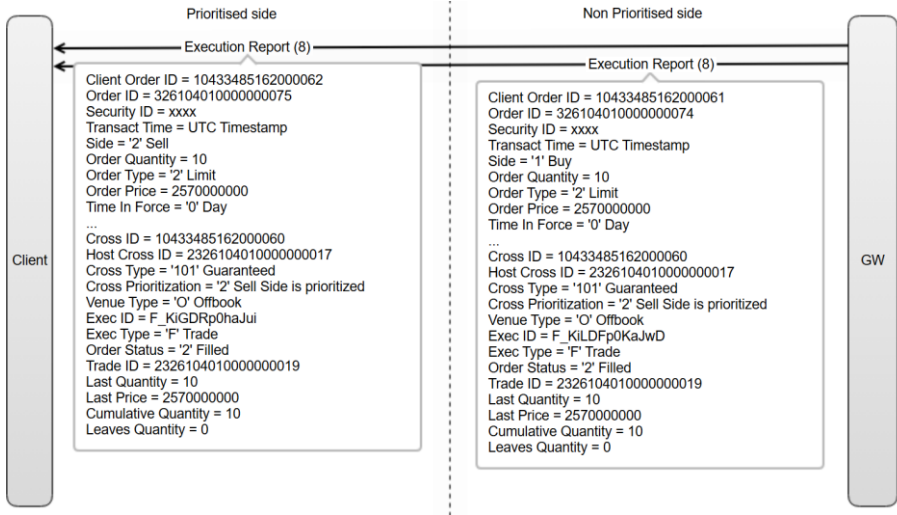 Prioritised side
Non Prioritised side
Execution Report (8)
Execution Report (8)
Client
Client Order ID = 10433485162000062
Order ID = 326104010000000075
Security ID = xxxx
Transact Time = UTC Timestamp
Side = '2' Sell
Order Quantity = 10
Order Type = '2' Limit
Order Price = 2570000000
Time In Force = '0' Day
...
Cross ID = 10433485162000060
Host Cross ID = 2326104010000000017
Cross Type = '101' Guaranteed
Cross Prioritization = '2' Sell Side is prioritized
Venue Type = 'O' Offbook
Exec ID = F_KiGDRp0haJui
Exec Type = 'F' Trade
Order Status = '2' Filled
Trade ID = 2326104010000000019
Last Quantity = 10
Last Price = 2570000000
Cumulative Quantity = 10
Leaves Quantity = 0
Client Order ID = 10433485162000061
Order ID = 326104010000000074
Security ID = xxxx
Transact Time = UTC Timestamp
Side = '1' Buy
Order Quantity = 10
Order Type = '2' Limit
Order Price = 2570000000
Time In Force = '0' Day
...
Cross ID = 10433485162000060
Host Cross ID = 2326104010000000017
Cross Type = '101' Guaranteed
Cross Prioritization = '2' Sell Side is prioritized
Venue Type = 'O' Offbook
Exec ID = F_KiLDFp0KaJwD
Exec Type = 'F' Trade
Order Status = '2' Filled
Trade ID = 2326104010000000019
Last Quantity = 10
Last Price = 2570000000
Cumulative Quantity = 10
Leaves Quantity = 0
GW